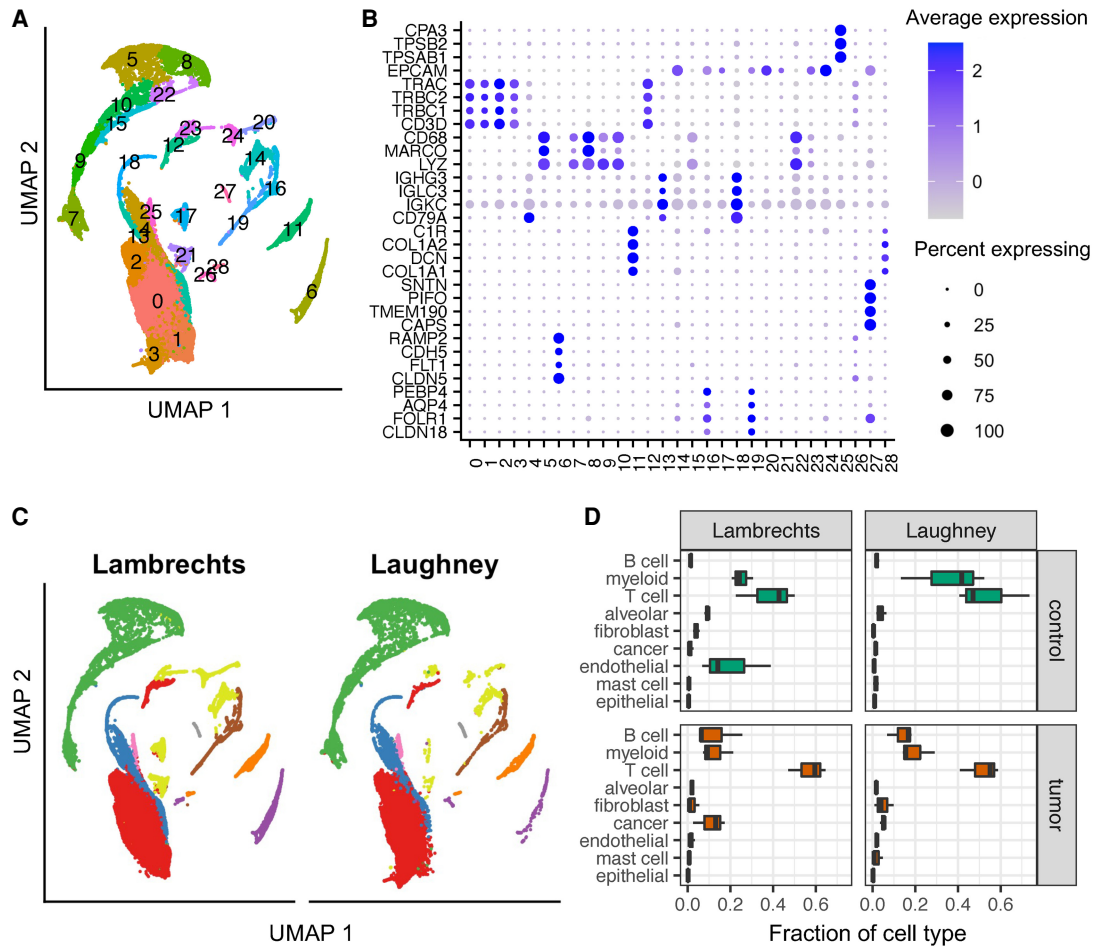 A
UMAP 2
5
8
22
10
15
23
20
24
12
14
18
9
16
27
25
17
7
4
19
11
13
2
21
28
26
6
0
1
3
UMAP 1
B
CPA3
TPSB2
TPSAB1
EPCAM
TRAC
TRBC2
TRBC1
CD3D
CD68
MARCO
LYZ
IGHG3
IGLC3
IGKC
CD79A
C1R
COL1A2
DCN
COL1A1
SNTN
PIFO
TMEM190
CAPS
RAMP2
CDH5
FLT1
CLDN5
PEBP4
AQP4
FOLR1
CLDN18
0 1 2 3 4 5 6 7 8 9 10 11 12 13 14 15 16 17 18 19 20 21 22 23 24 25 26 27 28
Average expression
2
1
0
Percent expressing
0
25
50
75
100
C
Lambrechts Laughney
UMAP 2
UMAP 1
D
Lambrechts Laughney
B cell
myeloid
T cell
alveolar
fibroblast
cancer
endothelial
mast cell
epithelial
control
B cell
myeloid
T cell
alveolar
fibroblast
cancer
endothelial
mast cell
epithelial
tumor
0.0 0.2 0.4 0.6 0.0 0.2 0.4 0.6
Fraction of cell type